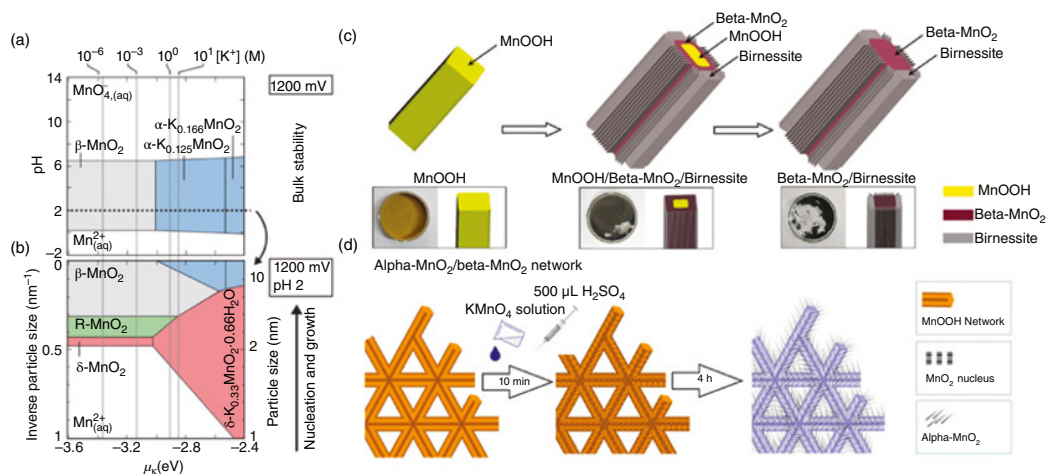 (a)
10⁻⁶ 10⁻³ 10⁰ 10¹ [K⁺] (M)
14
10
6
2
−2
pH
MnO₄,(aq)
β-MnO₂
α-K₀.₁₆₆MnO₂
α-K₀.₁₂₅MnO₂
Mn²⁺(aq)
1200 mV
Bulk stability
(b)
0
0.5
1
Inverse particle size (nm⁻¹)
β-MnO₂
R-MnO₂
δ-MnO₂
Mn²⁺(aq)
δ-K₀.₃₃MnO₂·0.66H₂O
10
2
1
Particle size (nm)
1200 mV
pH 2
Nucleation and growth
−3.6 −3.2 −2.8 −2.4
μκ(eV)
(c)
MnOOH
Beta-MnO₂
MnOOH
Birnessite
Beta-MnO₂
Birnessite
MnOOH
MnOOH/Beta-MnO₂/Birnessite
Beta-MnO₂/Birnessite
MnOOH
Beta-MnO₂
Birnessite
(d)
Alpha-MnO₂/beta-MnO₂ network
500 μL H₂SO₄
KMnO₄ solution
10 min
4 h
MnOOH Network
MnO₂ nucleus
Alpha-MnO₂